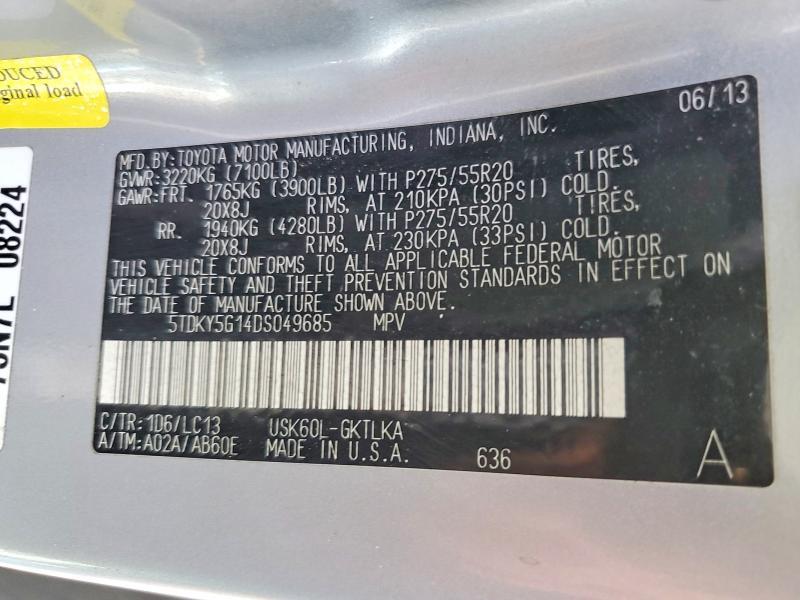 DUCED
ginal load
08224
06/13
MFD. BY: TOYOTA MOTOR MANUFACTURING, INDIANA, INC.
GVWR: 3220KG (7100LB)
GAWR: FRT. 1765KG (3900LB) WITH P275/55R20 TIRES,
20X8J RIMS, AT 210KPA (30PSI) COLD.
RR. 1940KG (4280LB) WITH P275/55R20 TIRES,
20X8J RIMS, AT 230KPA (33PSI) COLD.
THIS VEHICLE CONFORMS TO ALL APPLICABLE FEDERAL MOTOR
VEHICLE SAFETY AND THEFT PREVENTION STANDARDS IN EFFECT ON
THE DATE OF MANUFACTURE SHOWN ABOVE.
5TDKY5G14DS049685 MPV
C/TR: 1D6/LC13 USK60L-GKTLKA
A/TM: A02A/AB60E MADE IN U.S.A. 636 A